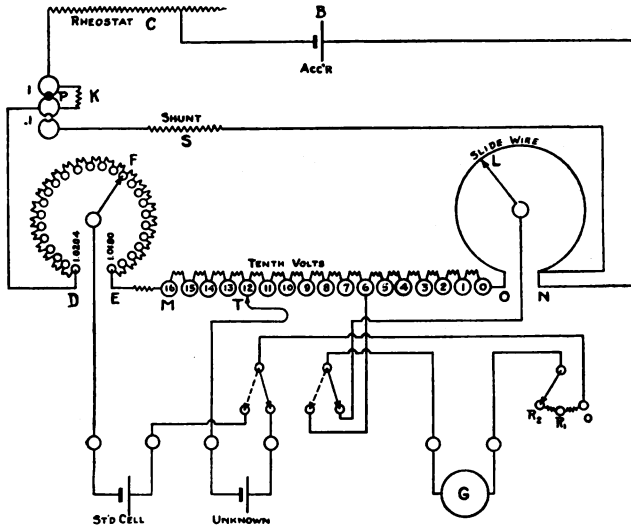 RHEOSTAT C
B
ACC'R
1
P
K
.1
SHUNT
S
F
SLIDE WIRE
L
1.0284
1.0180
TENTH VOLTS
16 15 14 13 12 11 10 9 8 7 6 5 4 3 2 1 0
D
E
M
T
O
N
R2
R1
O
G
ST'D CELL
UNKNOWN